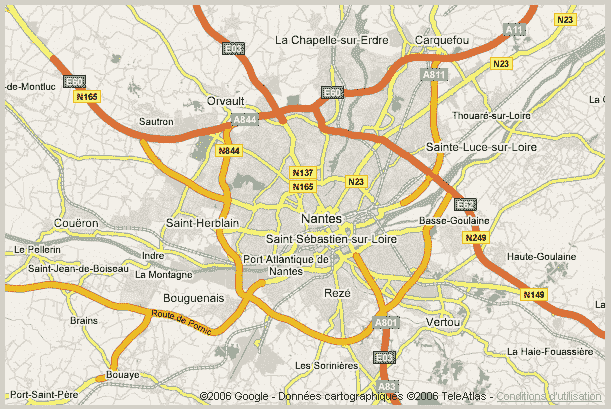 N23
E03
La Chapelle-sur-Erdre
Carquefou
A11
N23
A811
-de-Montluc
E60
N165
E60
Orvault
A844
Sautron
Thouaré-sur-Loire
La C
N844
Sainte-Luce-sur-Loire
N137
N165
N23
E62
Couëron
Saint-Herblain
Nantes
Basse-Goulaine
N249
Saint-Sébastien-sur-Loire
Le Pellerin
Indre
Port Atlantique de
Nantes
Haute-Goulaine
Saint-Jean-de-Boiseau
La Montagne
Bouguenais
Rezé
N149
Route de Pornic
Brains
A801
Vertou
La Haie-Fouassière
E03
Les Sorinières
Bouaye
A83
Port-Saint-Père
©2006 Google - Données cartographiques ©2006 TeleAtlas - Conditions d'utilisation